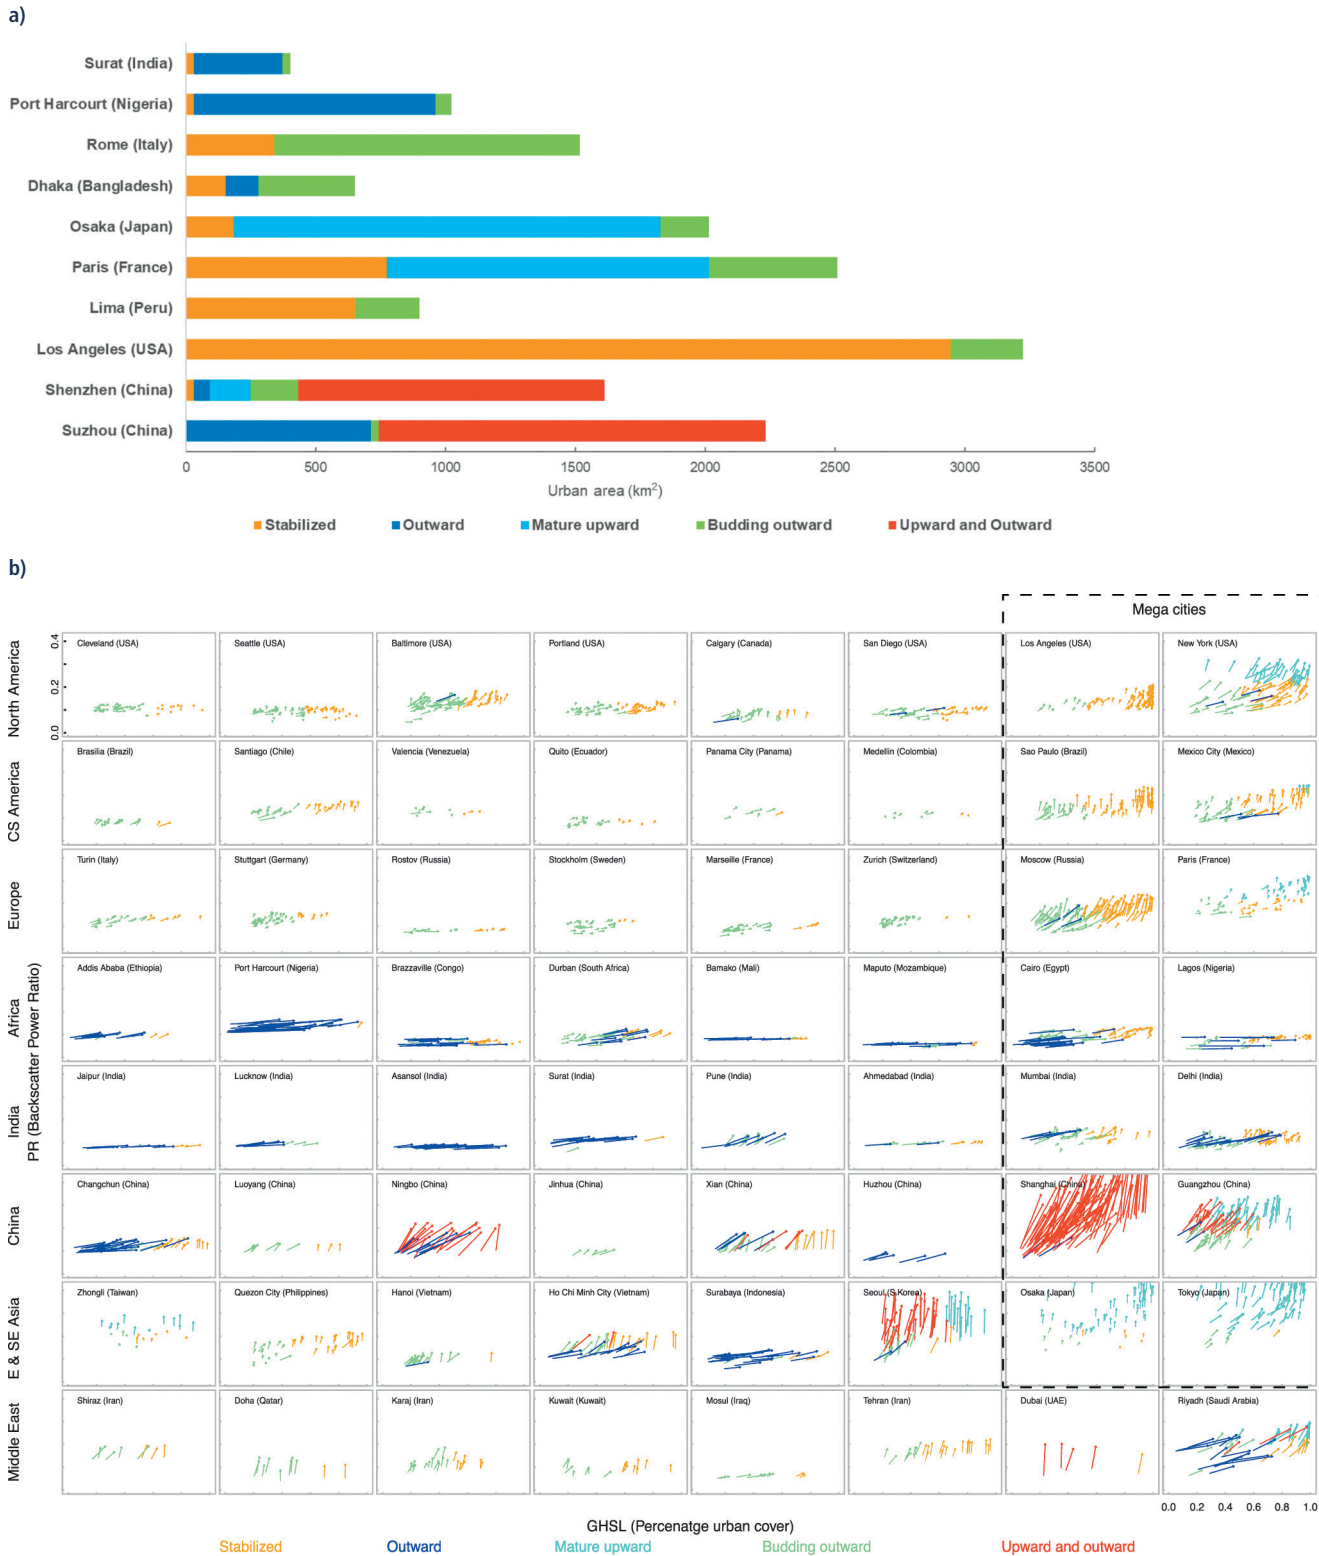 a)
Surat (India)
Port Harcourt (Nigeria)
Rome (Italy)
Dhaka (Bangladesh)
Osaka (Japan)
Paris (France)
Lima (Peru)
Los Angeles (USA)
Shenzhen (China)
Suzhou (China)
0 500 1000 1500 2000 2500 3000 3500
Urban area (km²)
Stabilized Outward Mature upward Budding outward Upward and Outward
b)
Mega cities
North America
0.4
0.2
0.0
Cleveland (USA) Seattle (USA) Baltimore (USA) Portland (USA) Calgary (Canada) San Diego (USA) Los Angeles (USA) New York (USA)
CS America
Brasilia (Brazil) Santiago (Chile) Valencia (Venezuela) Quito (Ecuador) Panama City (Panama) Medellin (Colombia) Sao Paulo (Brazil) Mexico City (Mexico)
Europe
Turin (Italy) Stuttgart (Germany) Rostov (Russia) Stockholm (Sweden) Marseille (France) Zurich (Switzerland) Moscow (Russia) Paris (France)
PR (Backscatter Power Ratio)
Africa
Addis Ababa (Ethiopia) Port Harcourt (Nigeria) Brazzaville (Congo) Durban (South Africa) Bamako (Mali) Maputo (Mozambique) Cairo (Egypt) Lagos (Nigeria)
India
Jaipur (India) Lucknow (India) Asansol (India) Surat (India) Pune (India) Ahmedabad (India) Mumbai (India) Delhi (India)
China
Changchun (China) Luoyang (China) Ningbo (China) Jinhua (China) Xian (China) Huzhou (China) Shanghai (China) Guangzhou (China)
E & SE Asia
Zhongli (Taiwan) Quezon City (Philippines) Hanoi (Vietnam) Ho Chi Minh City (Vietnam) Surabaya (Indonesia) Seoul (S.Korea) Osaka (Japan) Tokyo (Japan)
Middle East
Shiraz (Iran) Doha (Qatar) Karaj (Iran) Kuwait (Kuwait) Mosul (Iraq) Tehran (Iran) Dubai (UAE) Riyadh (Saudi Arabia)
0.0 0.2 0.4 0.6 0.8 1.0
GHSL (Percenatge urban cover)
Stabilized Outward Mature upward Budding outward Upward and outward